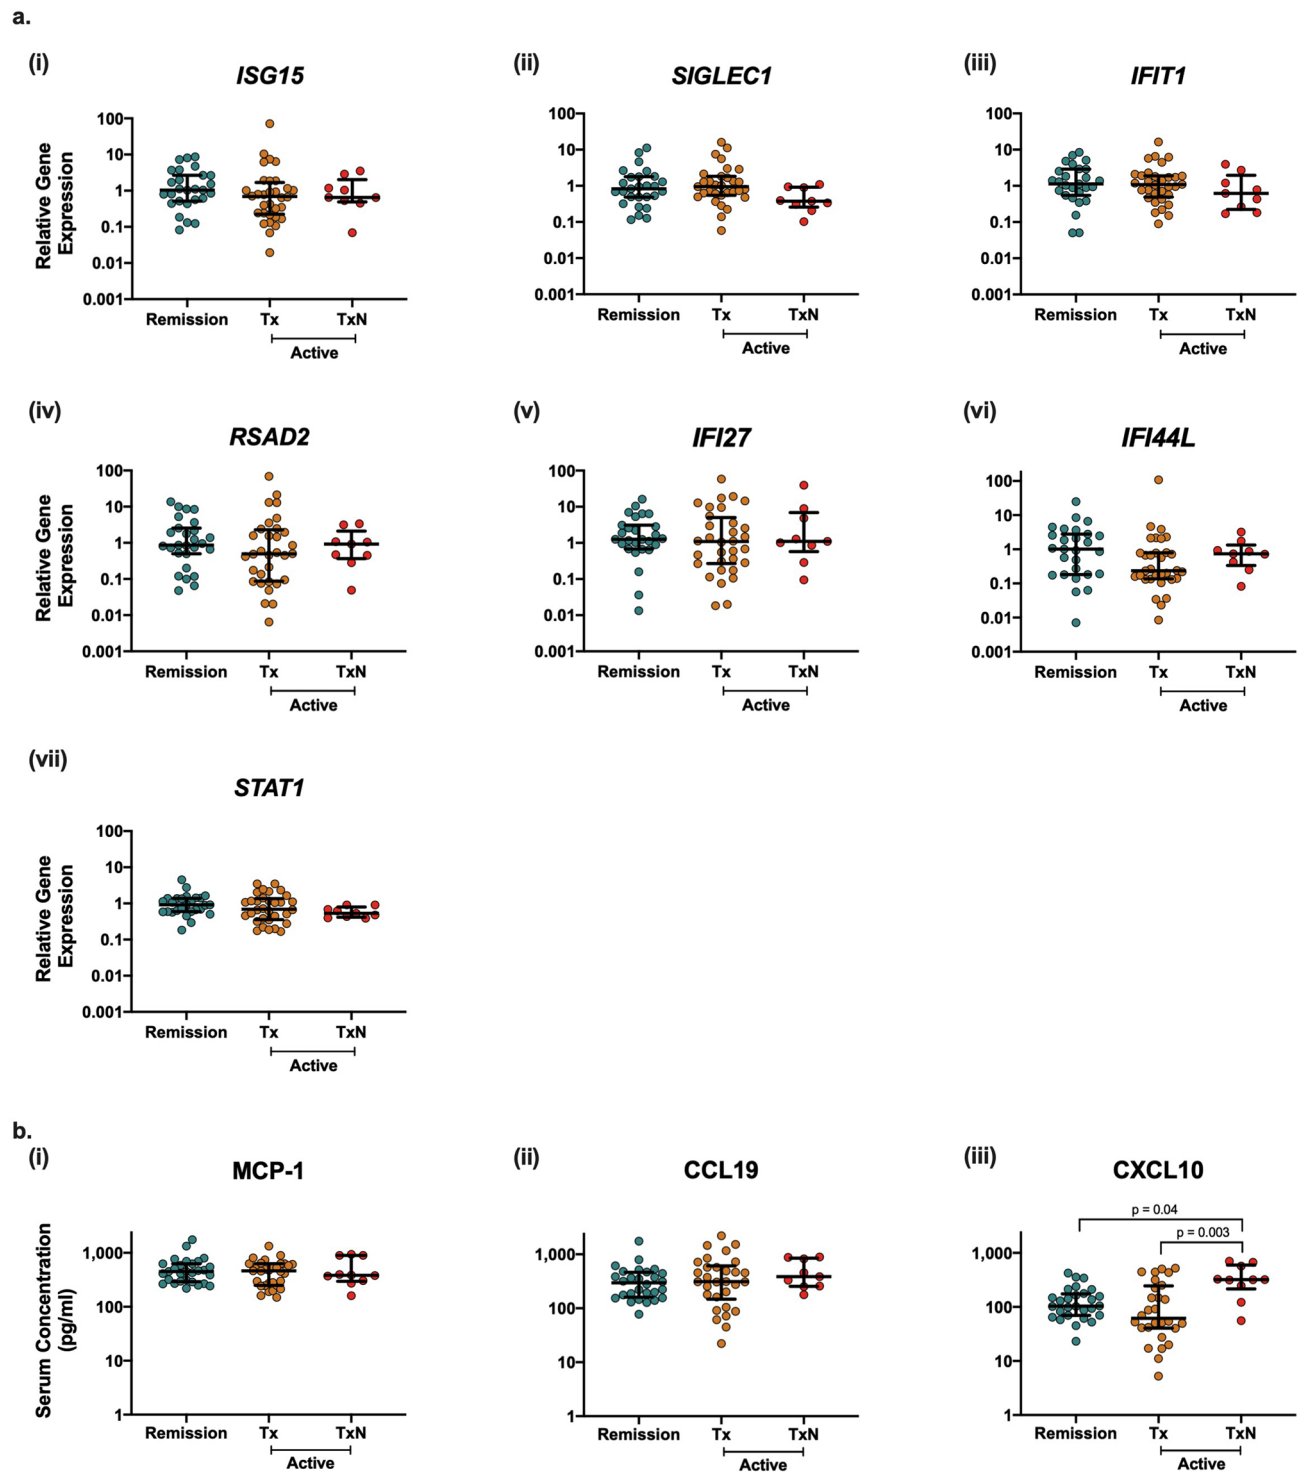 a.
(i)
ISG15
Relative Gene
Expression
100
10
1
0.1
0.01
0.001
Remission
Tx
TxN
Active
(ii)
SIGLEC1
100
10
1
0.1
0.01
0.001
Remission
Tx
TxN
Active
(iii)
IFIT1
100
10
1
0.1
0.01
0.001
Remission
Tx
TxN
Active
(iv)
RSAD2
Relative Gene
Expression
100
10
1
0.1
0.01
0.001
Remission
Tx
TxN
Active
(v)
IFI27
100
10
1
0.1
0.01
0.001
Remission
Tx
TxN
Active
(vi)
IFI44L
100
10
1
0.1
0.01
0.001
Remission
Tx
TxN
Active
(vii)
STAT1
Relative Gene
Expression
100
10
1
0.1
0.01
0.001
Remission
Tx
TxN
Active
b.
(i)
MCP-1
Serum Concentration
(pg/ml)
1,000
100
10
1
Remission
Tx
TxN
Active
(ii)
CCL19
1,000
100
10
1
Remission
Tx
TxN
Active
(iii)
CXCL10
p = 0.04
p = 0.003
1,000
100
10
1
Remission
Tx
TxN
Active